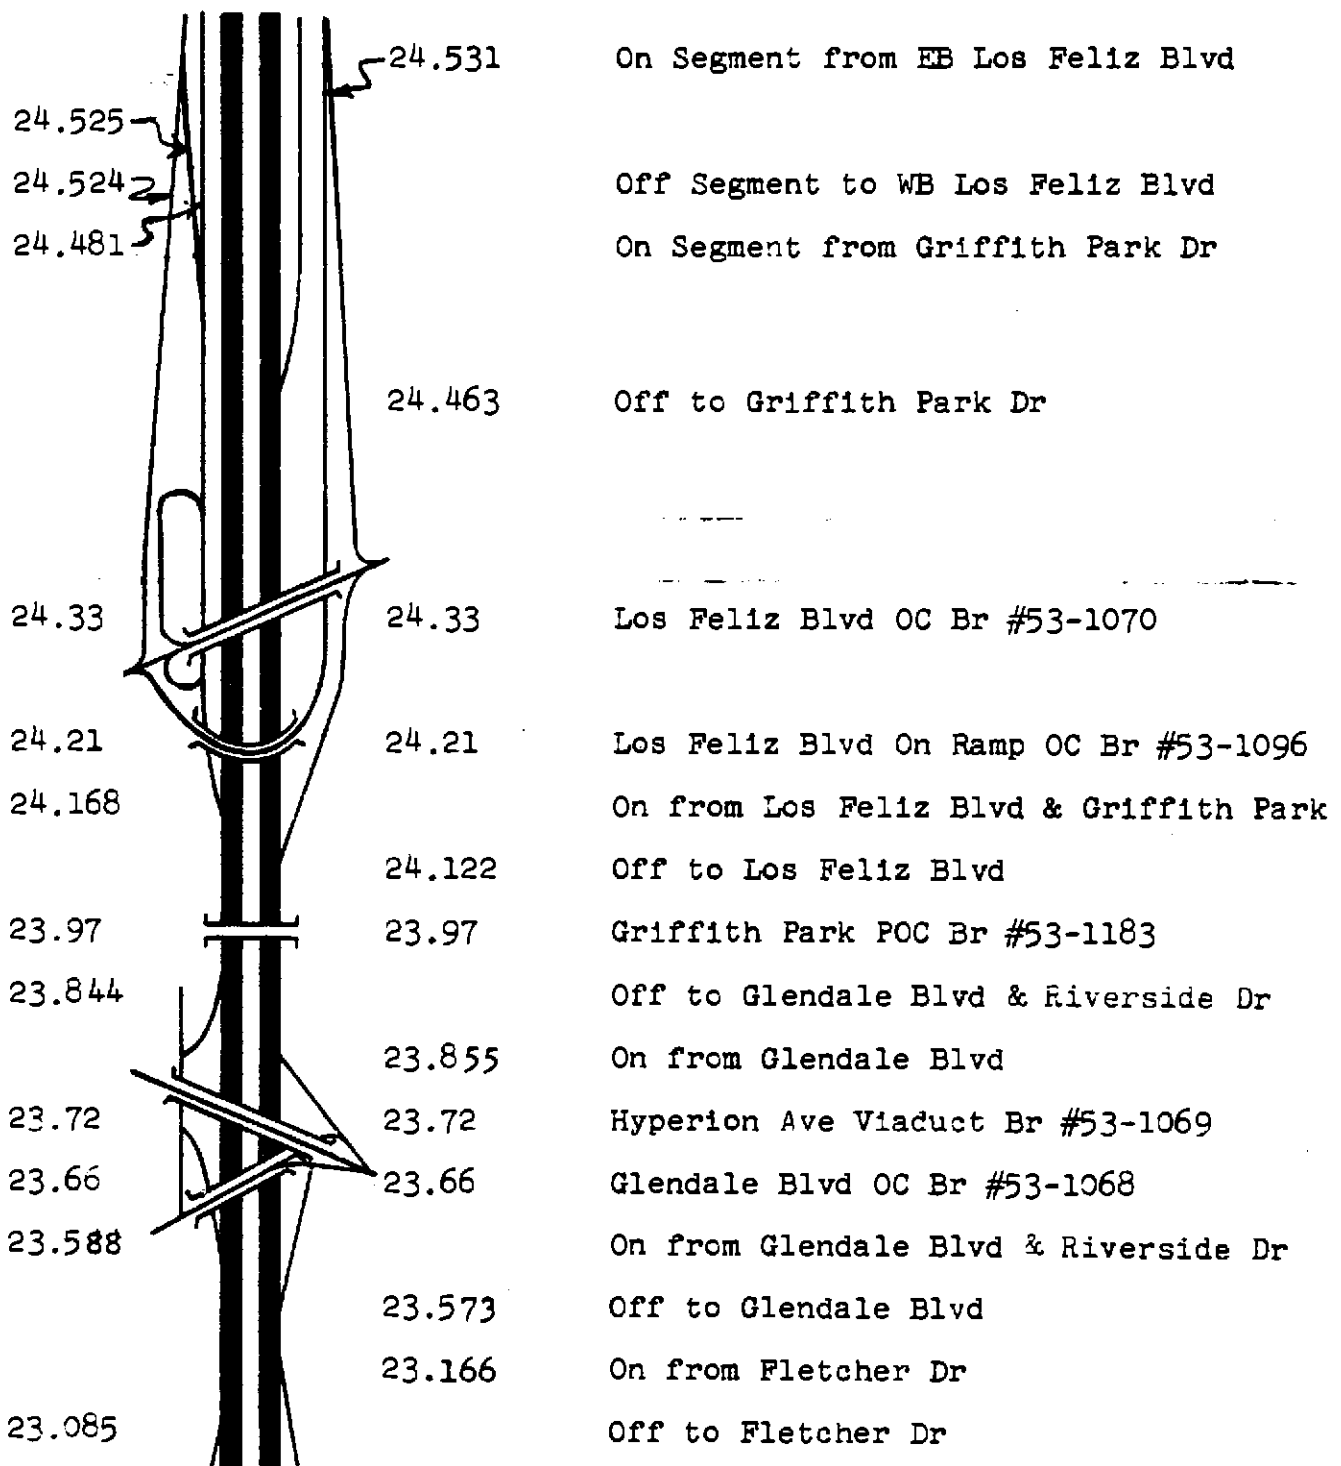 24.531 On Segment from EB Los Feliz Blvd
24.525
24.524 Off Segment to WB Los Feliz Blvd
24.481 On Segment from Griffith Park Dr
24.463 Off to Griffith Park Dr
24.33 24.33 Los Feliz Blvd OC Br #53-1070
24.21 24.21 Los Feliz Blvd On Ramp OC Br #53-1096
24.168 On from Los Feliz Blvd & Griffith Park
24.122 Off to Los Feliz Blvd
23.97 23.97 Griffith Park POC Br #53-1183
23.844 Off to Glendale Blvd & Riverside Dr
23.855 On from Glendale Blvd
23.72 23.72 Hyperion Ave Viaduct Br #53-1069
23.66 23.66 Glendale Blvd OC Br #53-1068
23.588 On from Glendale Blvd & Riverside Dr
23.573 Off to Glendale Blvd
23.166 On from Fletcher Dr
23.085 Off to Fletcher Dr